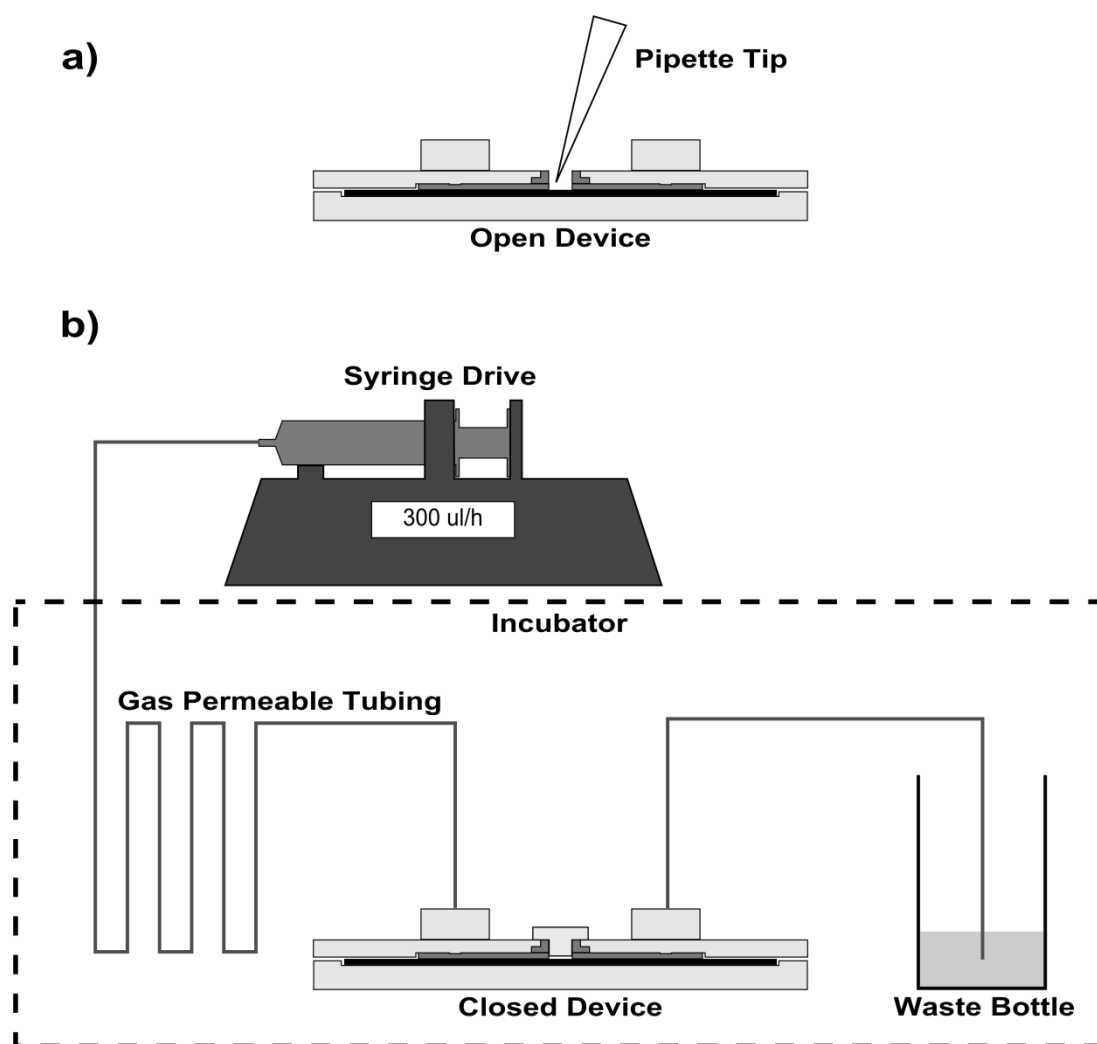 a)
Pipette Tip
Open Device
b)
Syringe Drive
300 ul/h
Incubator
Gas Permeable Tubing
Closed Device
Waste Bottle